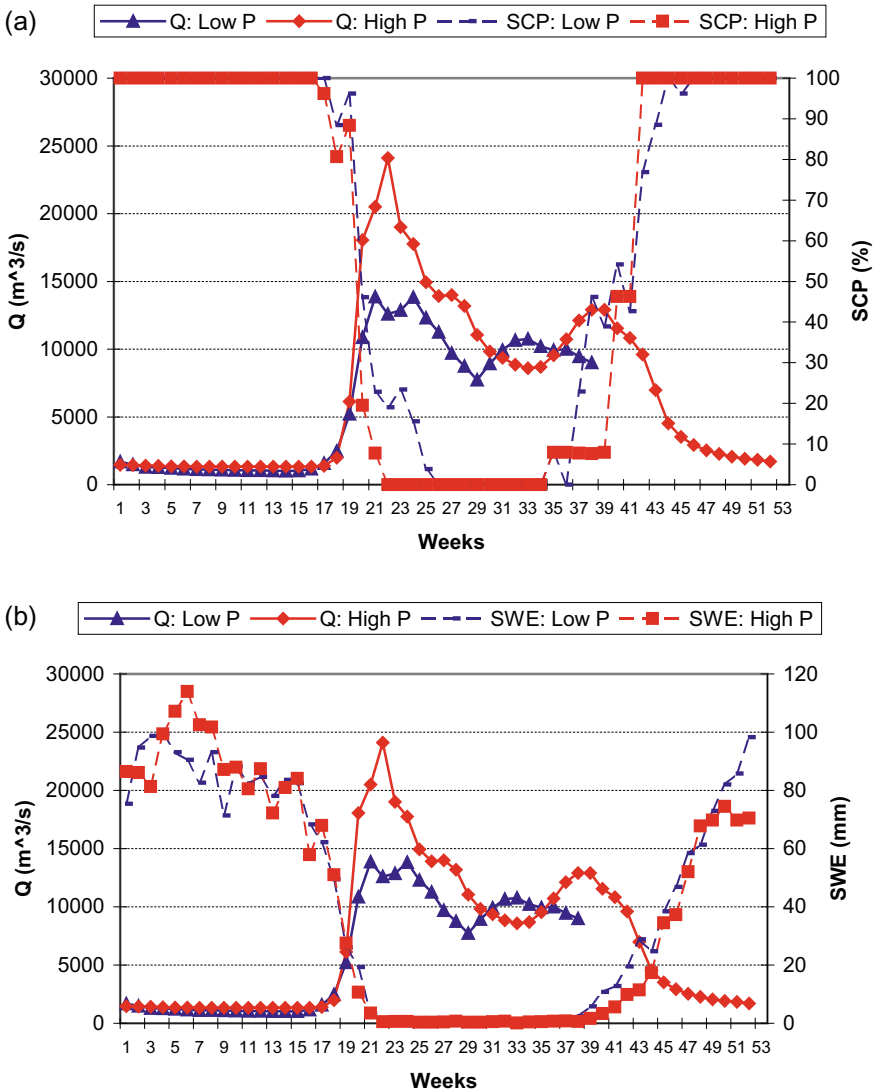 (a)
Q: Low P Q: High P SCP: Low P SCP: High P
30000
25000
20000
15000
10000
5000
0
Q (m^3/s)
100
90
80
70
60
50
40
30
20
10
0
SCP (%)
1 3 5 7 9 11 13 15 17 19 21 23 25 27 29 31 33 35 37 39 41 43 45 47 49 51 53
Weeks
(b)
Q: Low P Q: High P SWE: Low P SWE: High P
30000
25000
20000
15000
10000
5000
0
Q (m^3/s)
120
100
80
60
40
20
0
SWE (mm)
1 3 5 7 9 11 13 15 17 19 21 23 25 27 29 31 33 35 37 39 41 43 45 47 49 51 53
Weeks